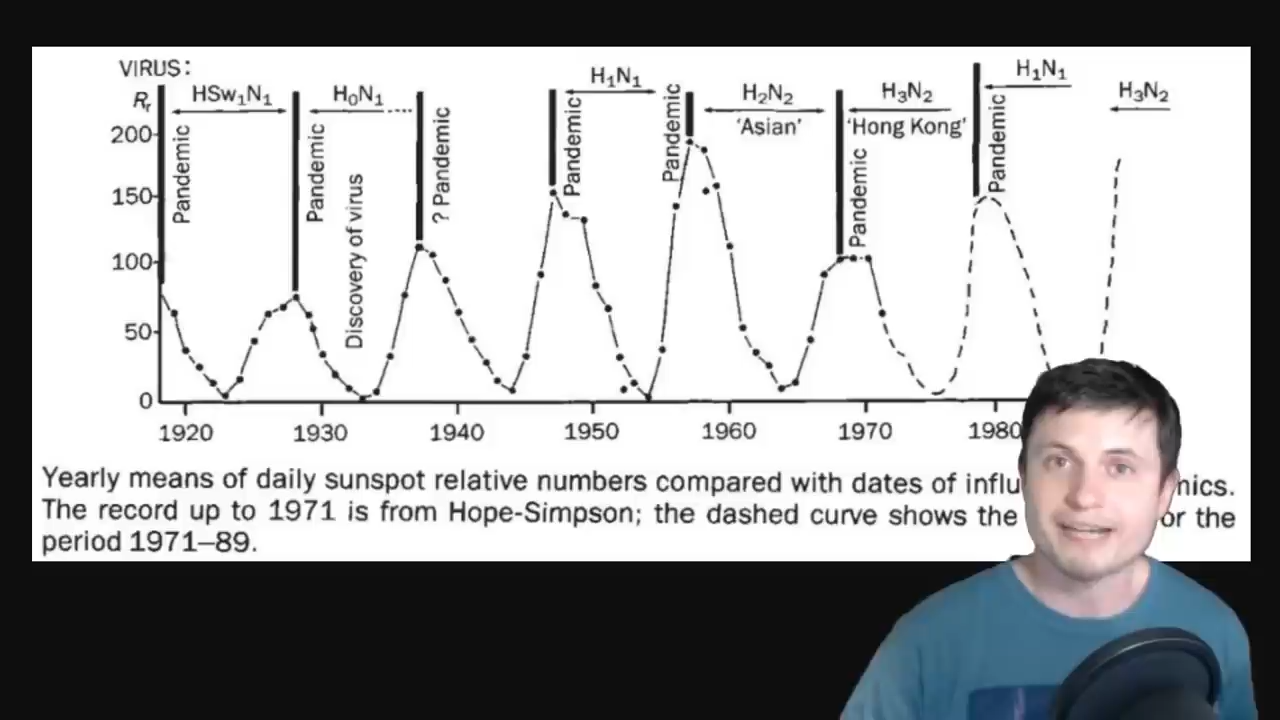 VIRUS:
Rᵣ HSw₁N₁ H₀N₁ H₁N₁ H₂N₂ H₃N₂ H₁N₁ H₃N₂
'Asian' 'Hong Kong'
Pandemic Pandemic ? Pandemic Pandemic Pandemic Pandemic Pandemic
Discovery of virus
200
150
100
50
0
1920 1930 1940 1950 1960 1970 1980
Yearly means of daily sunspot relative numbers compared with dates of mics.
The record up to 1971 is from Hope-Simpson; the dashed curve shows the or the
period 1971–89.